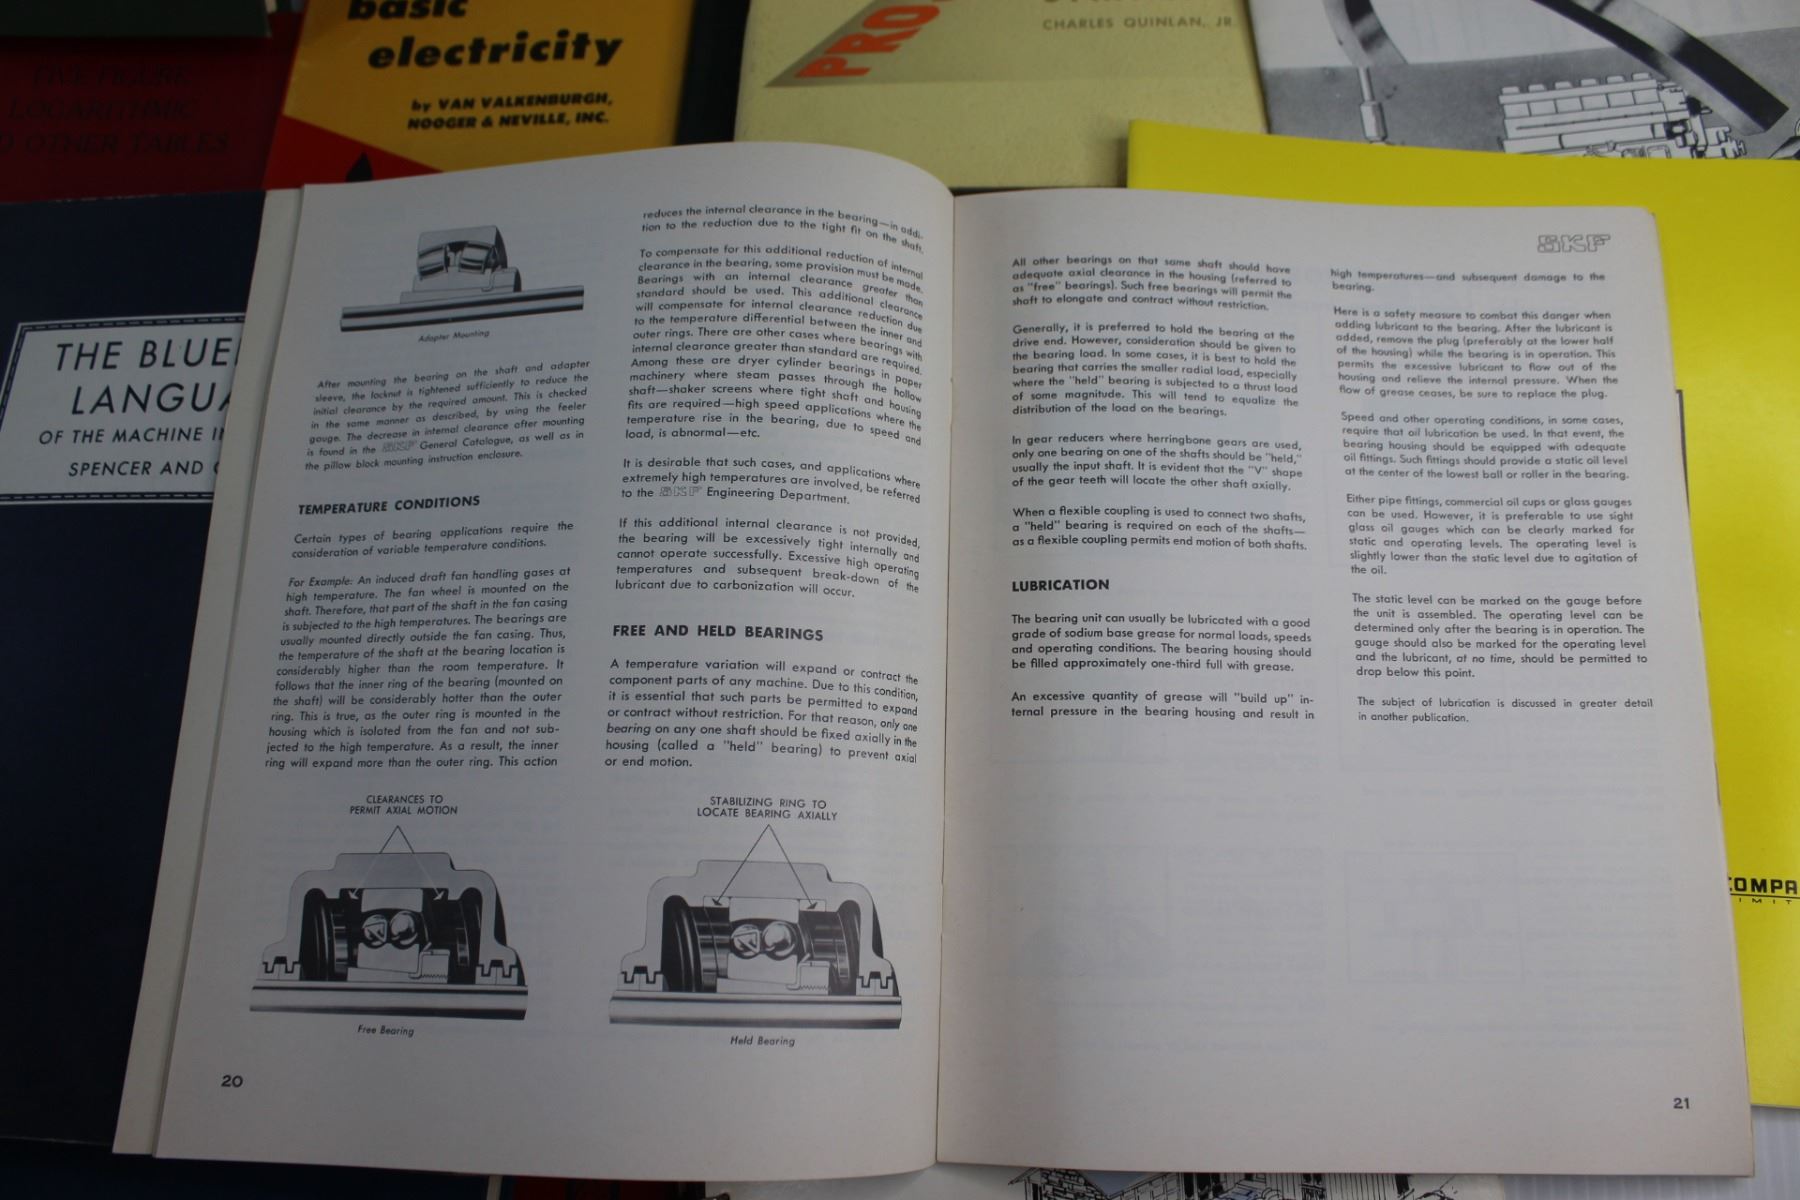 basic
electricity
by VAN VALKENBURGH,
NOOGER & NEVILLE, INC.
FIVE FIGURE
LOGARITHMIC
OTHER TABLES
PRO
CHARLES QUINLAN, JR.
THE BLUE
LANGUA
OF THE MACHINE I
SPENCER AND
COMPA
LIMIT
Adapter Mounting
After mounting the bearing on the shaft and adapter
sleeve, the locknut is tightened sufficiently to reduce the
initial clearance by the required amount. This is checked
in the same manner as described, by using the feeler
gauge. The decrease in internal clearance after mounting
is found in the SKF General Catalogue, as well as in
the pillow block mounting instruction enclosure.
TEMPERATURE CONDITIONS
Certain types of bearing applications require the
consideration of variable temperature conditions.
For Example: An induced draft fan handling gases at
high temperature. The fan wheel is mounted on the
shaft. Therefore, that part of the shaft in the fan casing
is subjected to the high temperatures. The bearings are
usually mounted directly outside the fan casing. Thus,
the temperature of the shaft at the bearing location is
considerably higher than the room temperature. It
follows that the inner ring of the bearing (mounted on
the shaft) will be considerably hotter than the outer
ring. This is true, as the outer ring is mounted in the
housing which is isolated from the fan and not sub-
jected to the high temperature. As a result, the inner
ring will expand more than the outer ring. This action
reduces the internal clearance in the bearing—in addi-
tion to the reduction due to the tight fit on the shaft.
To compensate for this additional reduction of internal
clearance in the bearing, some provision must be made.
Bearings with an internal clearance greater than
standard should be used. This additional clearance
will compensate for internal clearance reduction due
to the temperature differential between the inner and
outer rings. There are other cases where bearings with
internal clearance greater than standard are required.
Among these are dryer cylinder bearings in paper
machinery where steam passes through the hollow
shaft—shaker screens where tight shaft and housing
fits are required—high speed applications where the
temperature rise in the bearing, due to speed and
load, is abnormal—etc.
It is desirable that such cases, and applications where
extremely high temperatures are involved, be referred
to the SKF Engineering Department.
If this additional internal clearance is not provided,
the bearing will be excessively tight internally and
cannot operate successfully. Excessive high operating
temperatures and subsequent break-down of the
lubricant due to carbonization will occur.
FREE AND HELD BEARINGS
A temperature variation will expand or contract the
component parts of any machine. Due to this condition,
it is essential that such parts be permitted to expand
or contract without restriction. For that reason, only one
bearing on any one shaft should be fixed axially in the
housing (called a "held" bearing) to prevent axial
or end motion.
CLEARANCES TO
PERMIT AXIAL MOTION
Free Bearing
STABILIZING RING TO
LOCATE BEARING AXIALLY
Held Bearing
20
SKF
All other bearings on that same shaft should have
adequate axial clearance in the housing (referred to
as "free" bearings). Such free bearings will permit the
shaft to elongate and contract without restriction.
Generally, it is preferred to hold the bearing at the
drive end. However, consideration should be given to
the bearing load. In some cases, it is best to hold the
bearing that carries the smaller radial load, especially
where the "held" bearing is subjected to a thrust load
of some magnitude. This will tend to equalize the
distribution of the load on the bearings.
In gear reducers where herringbone gears are used,
only one bearing on one of the shafts should be "held,"
usually the input shaft. It is evident that the "V" shape
of the gear teeth will locate the other shaft axially.
When a flexible coupling is used to connect two shafts,
a "held" bearing is required on each of the shafts—
as a flexible coupling permits end motion of both shafts.
LUBRICATION
The bearing unit can usually be lubricated with a good
grade of sodium base grease for normal loads, speeds
and operating conditions. The bearing housing should
be filled approximately one-third full with grease.
An excessive quantity of grease will "build up" in-
ternal pressure in the bearing housing and result in
high temperatures—and subsequent damage to the
bearing.
Here is a safety measure to combat this danger when
adding lubricant to the bearing. After the lubricant is
added, remove the plug (preferably at the lower half
of the housing) while the bearing is in operation. This
permits the excessive lubricant to flow out of the
housing and relieve the internal pressure. When the
flow of grease ceases, be sure to replace the plug.
Speed and other operating conditions, in some cases,
require that oil lubrication be used. In that event, the
bearing housing should be equipped with adequate
oil fittings. Such fittings should provide a static oil level
at the center of the lowest ball or roller in the bearing.
Either pipe fittings, commercial oil cups or glass gauges
can be used. However, it is preferable to use sight
glass oil gauges which can be clearly marked for
static and operating levels. The operating level is
slightly lower than the static level due to agitation of
the oil.
The static level can be marked on the gauge before
the unit is assembled. The operating level can be
determined only after the bearing is in operation. The
gauge should also be marked for the operating level
and the lubricant, at no time, should be permitted to
drop below this point.
The subject of lubrication is discussed in greater detail
in another publication.
21